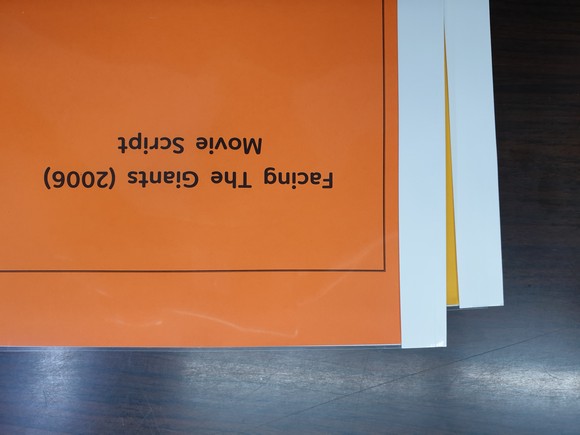 Facing The Giants (2006)
Movie Script